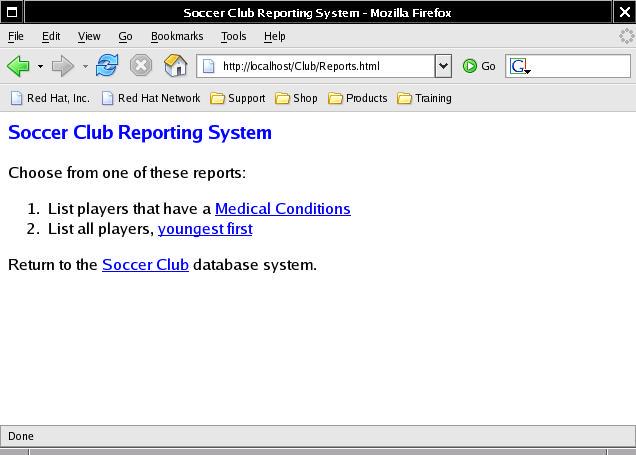 Soccer Club Reporting System - Mozilla Firefox
File Edit View Go Bookmarks Tools Help
http://localhost/Club/Reports.html Go G
Red Hat, Inc. Red Hat Network Support Shop Products Training
Soccer Club Reporting System
Choose from one of these reports:
1. List players that have a Medical Conditions
2. List all players, youngest first
Return to the Soccer Club database system.
Done